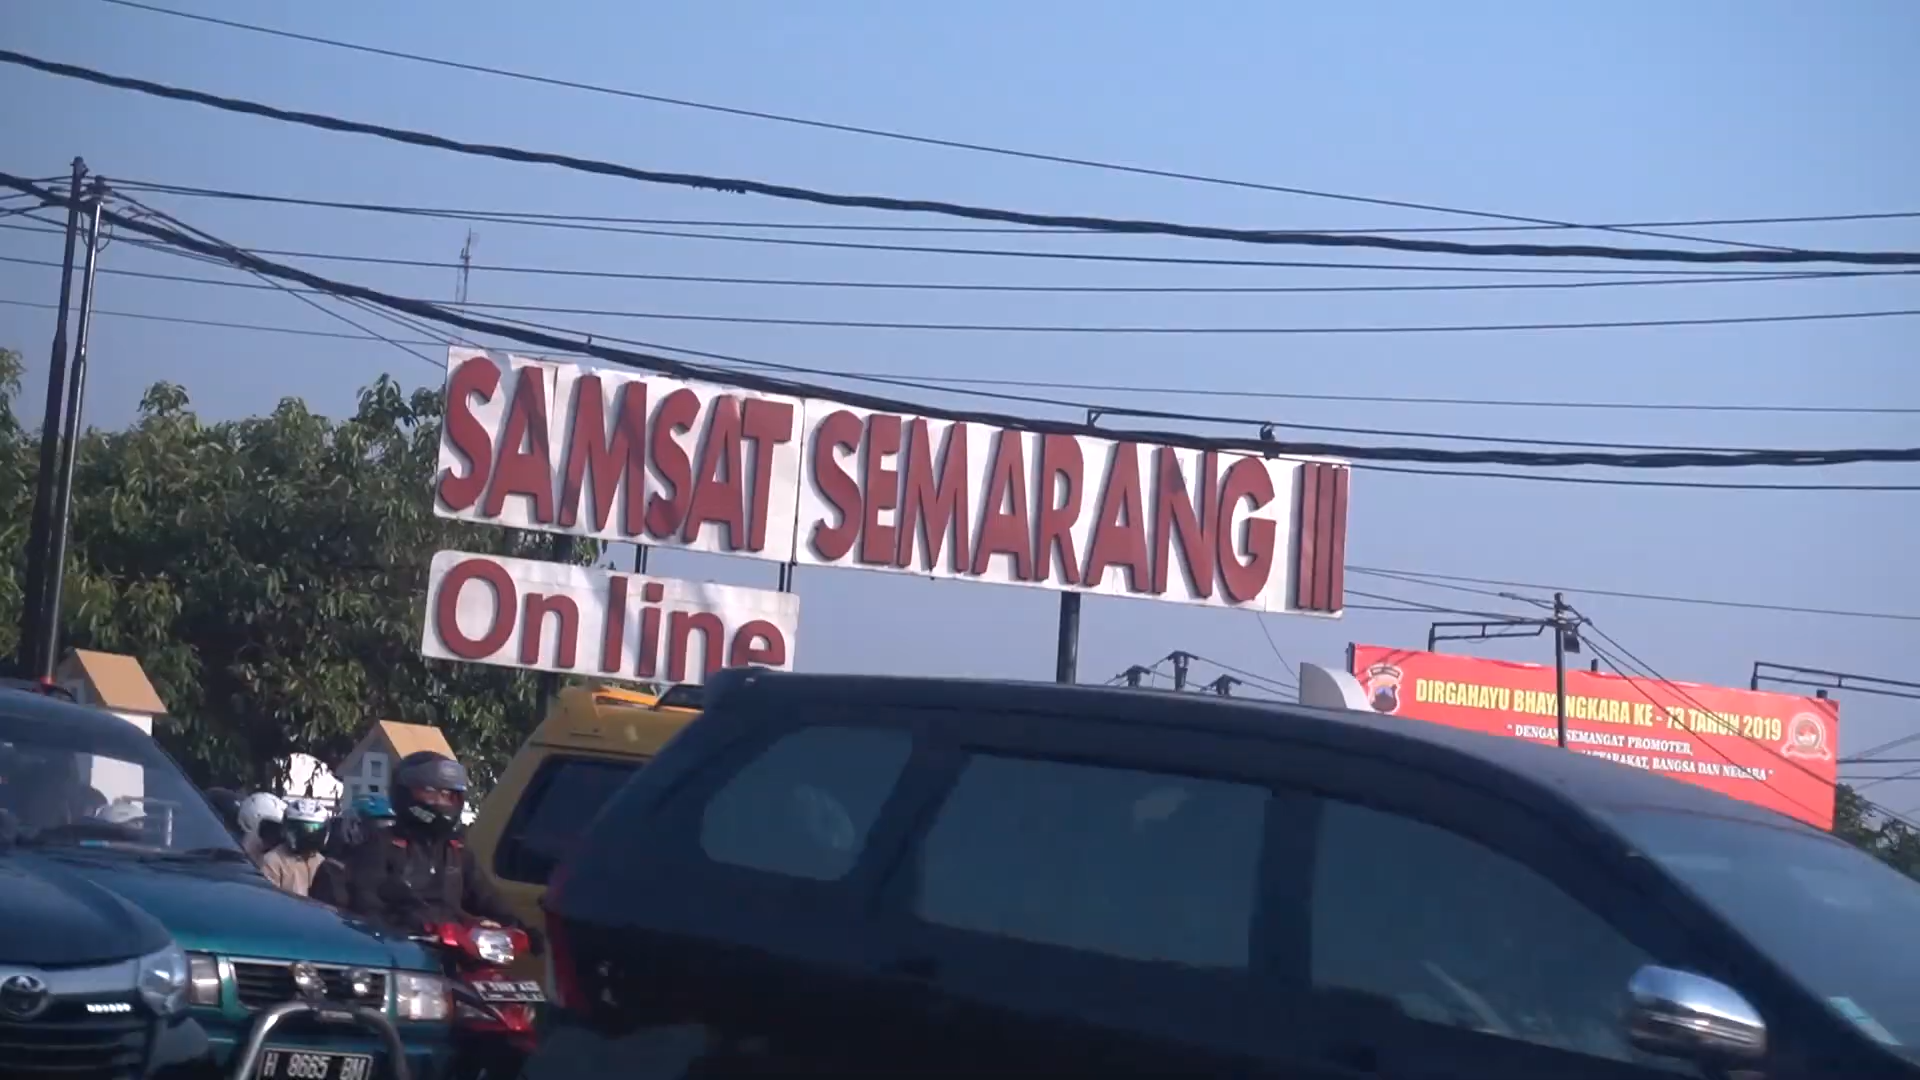 SAMSAT SEMARANG III
On line
DIRGAHAYU BHAYANGKARA KE - 73 TAHUN 2019
" DENGAN SEMANGAT PROMOTER,
BANGSA DAN NEGARA "
H 8665 BM